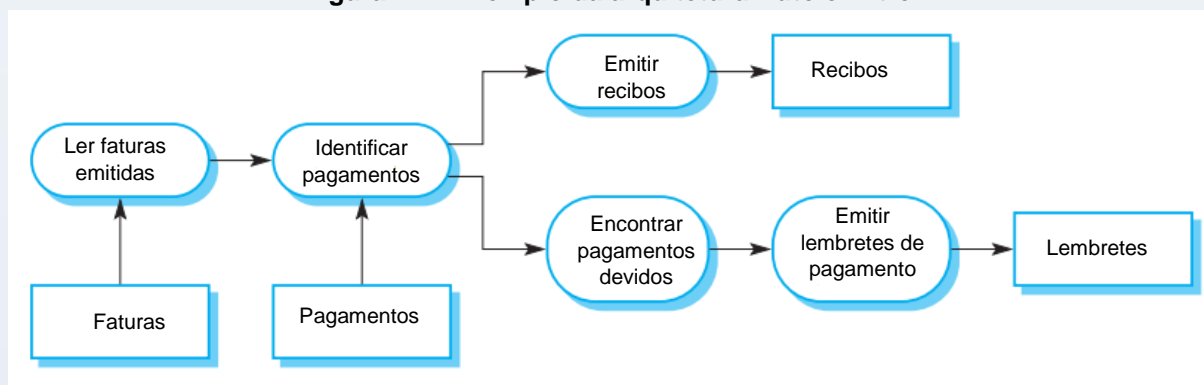 Emitir
recibos
Recibos
Ler faturas
emitidas
Identificar
pagamentos
Encontrar
pagamentos
devidos
Emitir
lembretes de
pagamento
Lembretes
Faturas
Pagamentos